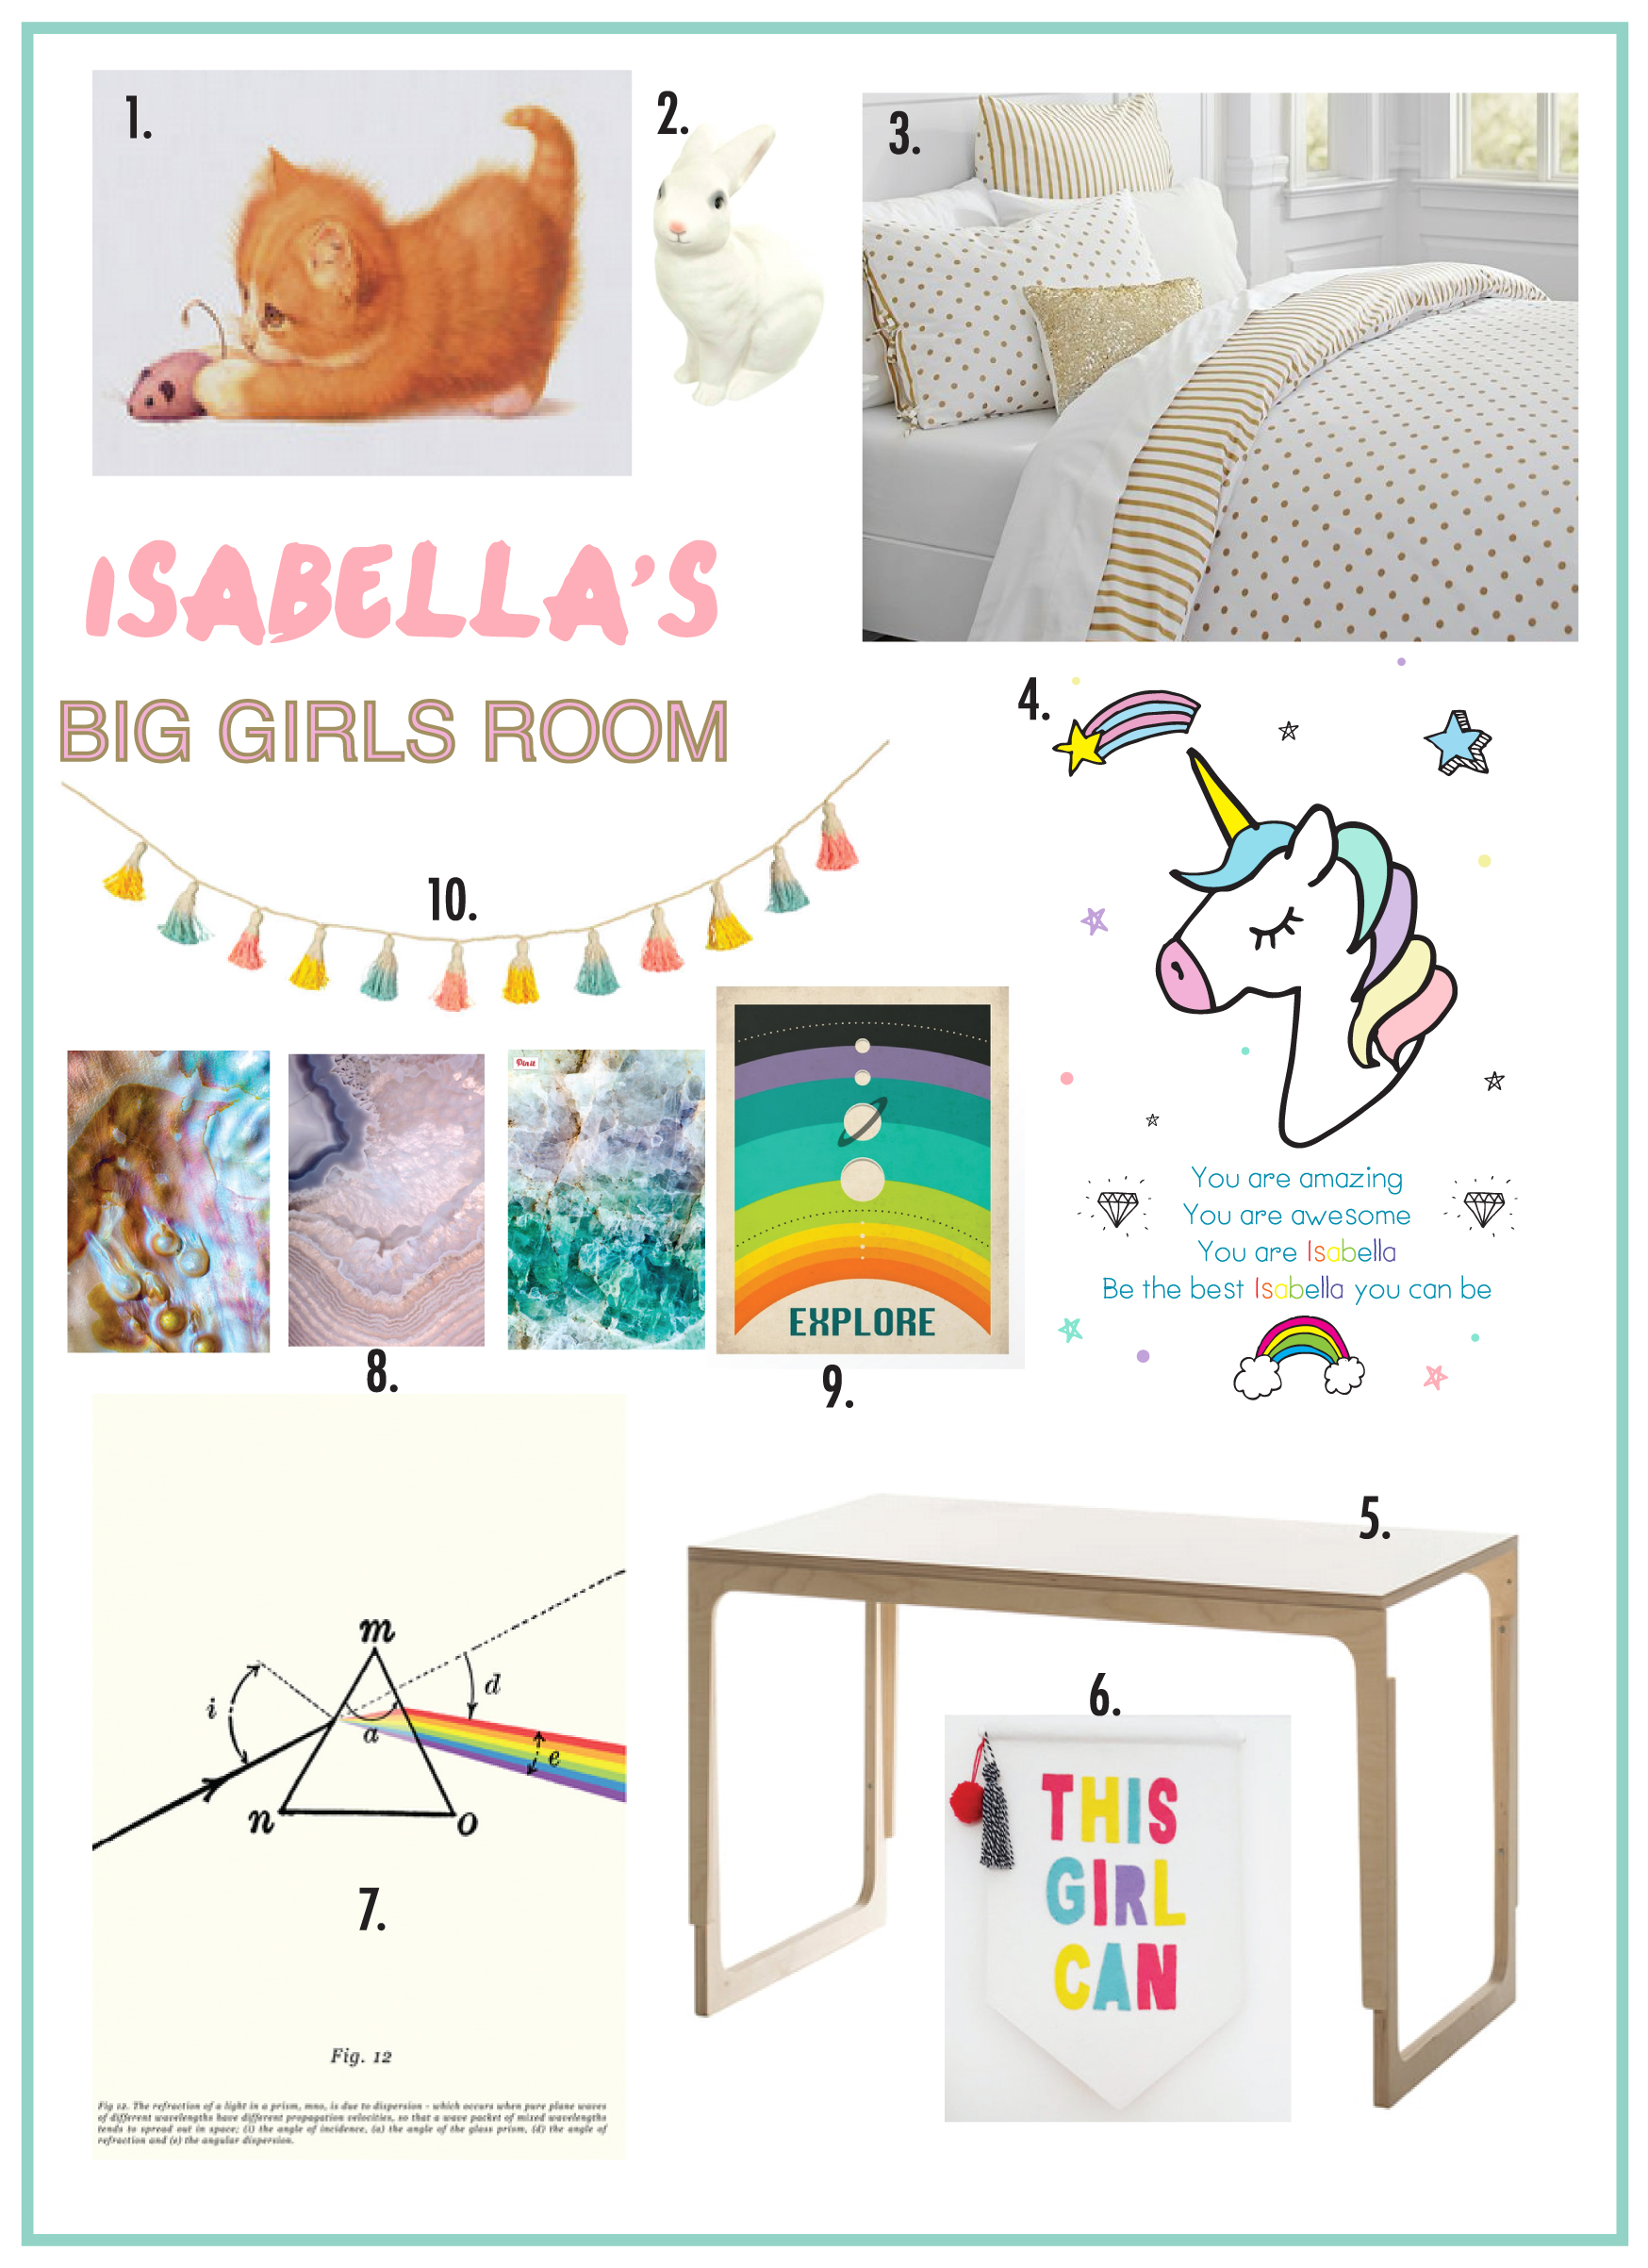 1.
2.
3.
ISABELLA'S
BIG GIRLS ROOM
4.
10.
Pin it
EXPLORE
You are amazing
You are awesome
You are Isabella
Be the best Isabella you can be
8.
9.
5.
m
i
d
a
e
n
o
6.
THIS
GIRL
CAN
7.
Fig. 12
Fig 12. The refraction of a light in a prism, mno, is due to dispersion - which occurs when pure plane waves
of different wavelengths have different propagation velocities, so that a wave packet of mixed wavelengths
tends to spread out in space; (i) the angle of incidence, (a) the angle of the glass prism, (d) the angle of
refraction and (e) the angular dispersion.